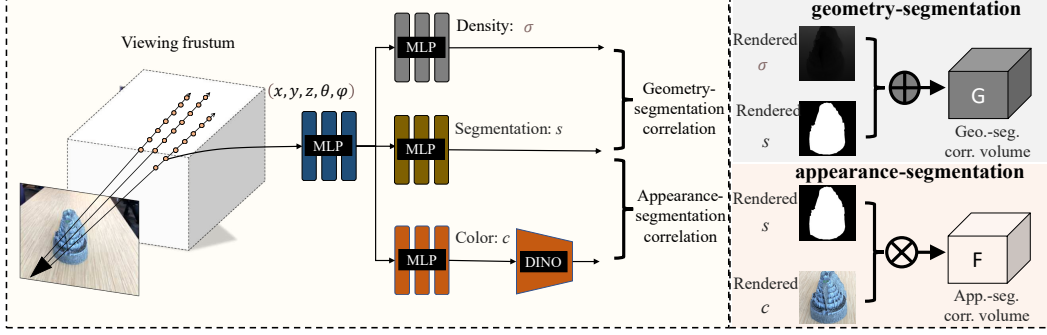 Viewing frustum
(x, y, z, θ, φ)
MLP
MLP
Density: σ
MLP
Segmentation: s
MLP
Color: c
DINO
Geometry-
segmentation
correlation
Appearance-
segmentation
correlation
geometry-segmentation
Rendered
σ
Rendered
s
G
Geo.-seg.
corr. volume
appearance-segmentation
Rendered
s
Rendered
c
F
App.-seg.
corr. volume